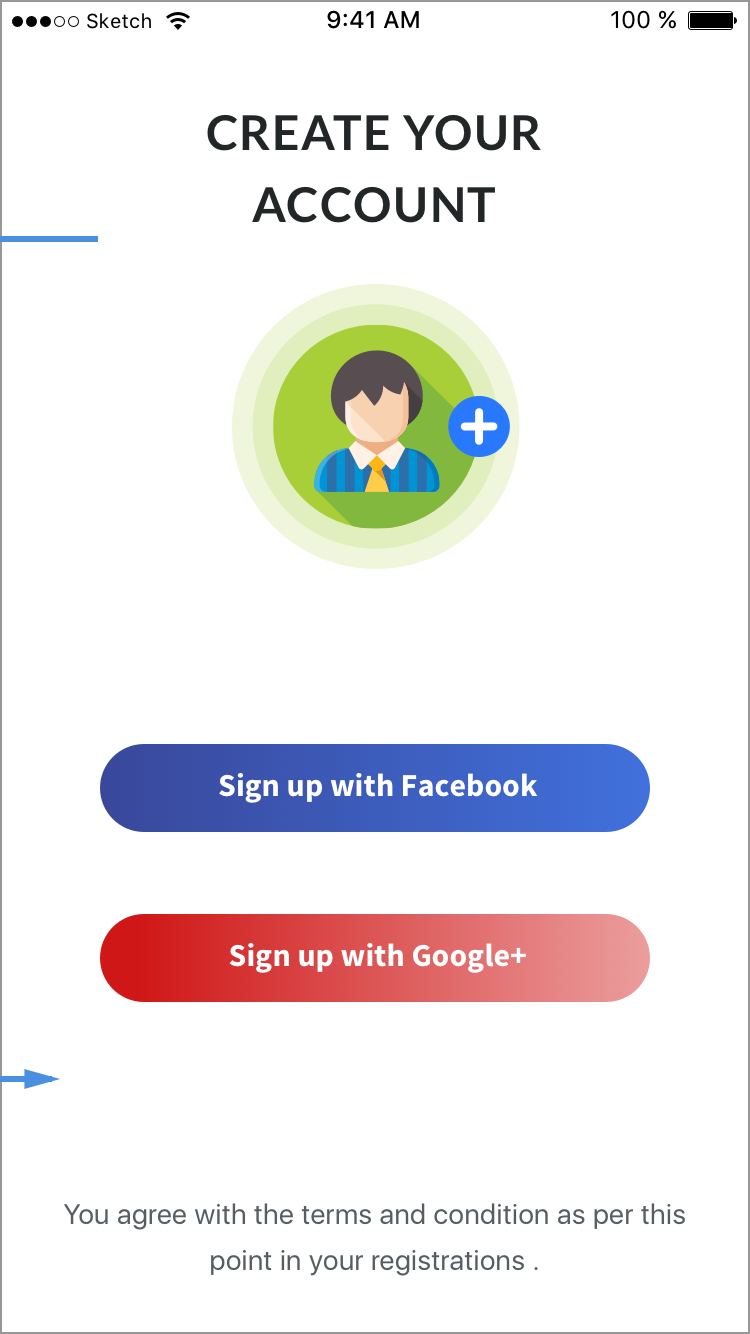 Sketch 9:41 AM 100 %
CREATE YOUR
ACCOUNT
Sign up with Facebook
Sign up with Google+
You agree with the terms and condition as per this
point in your registrations .